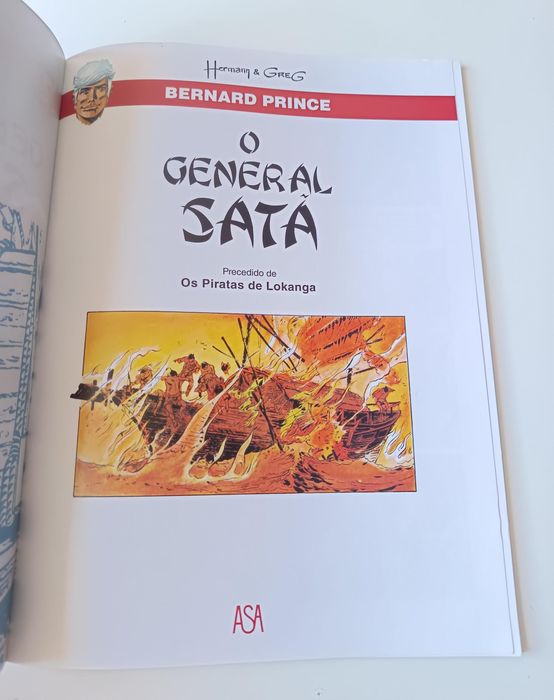 Hermann & GREG
BERNARD PRINCE
O
GENERAL
SATÃ
Precedido de
Os Piratas de Lokanga
ASA